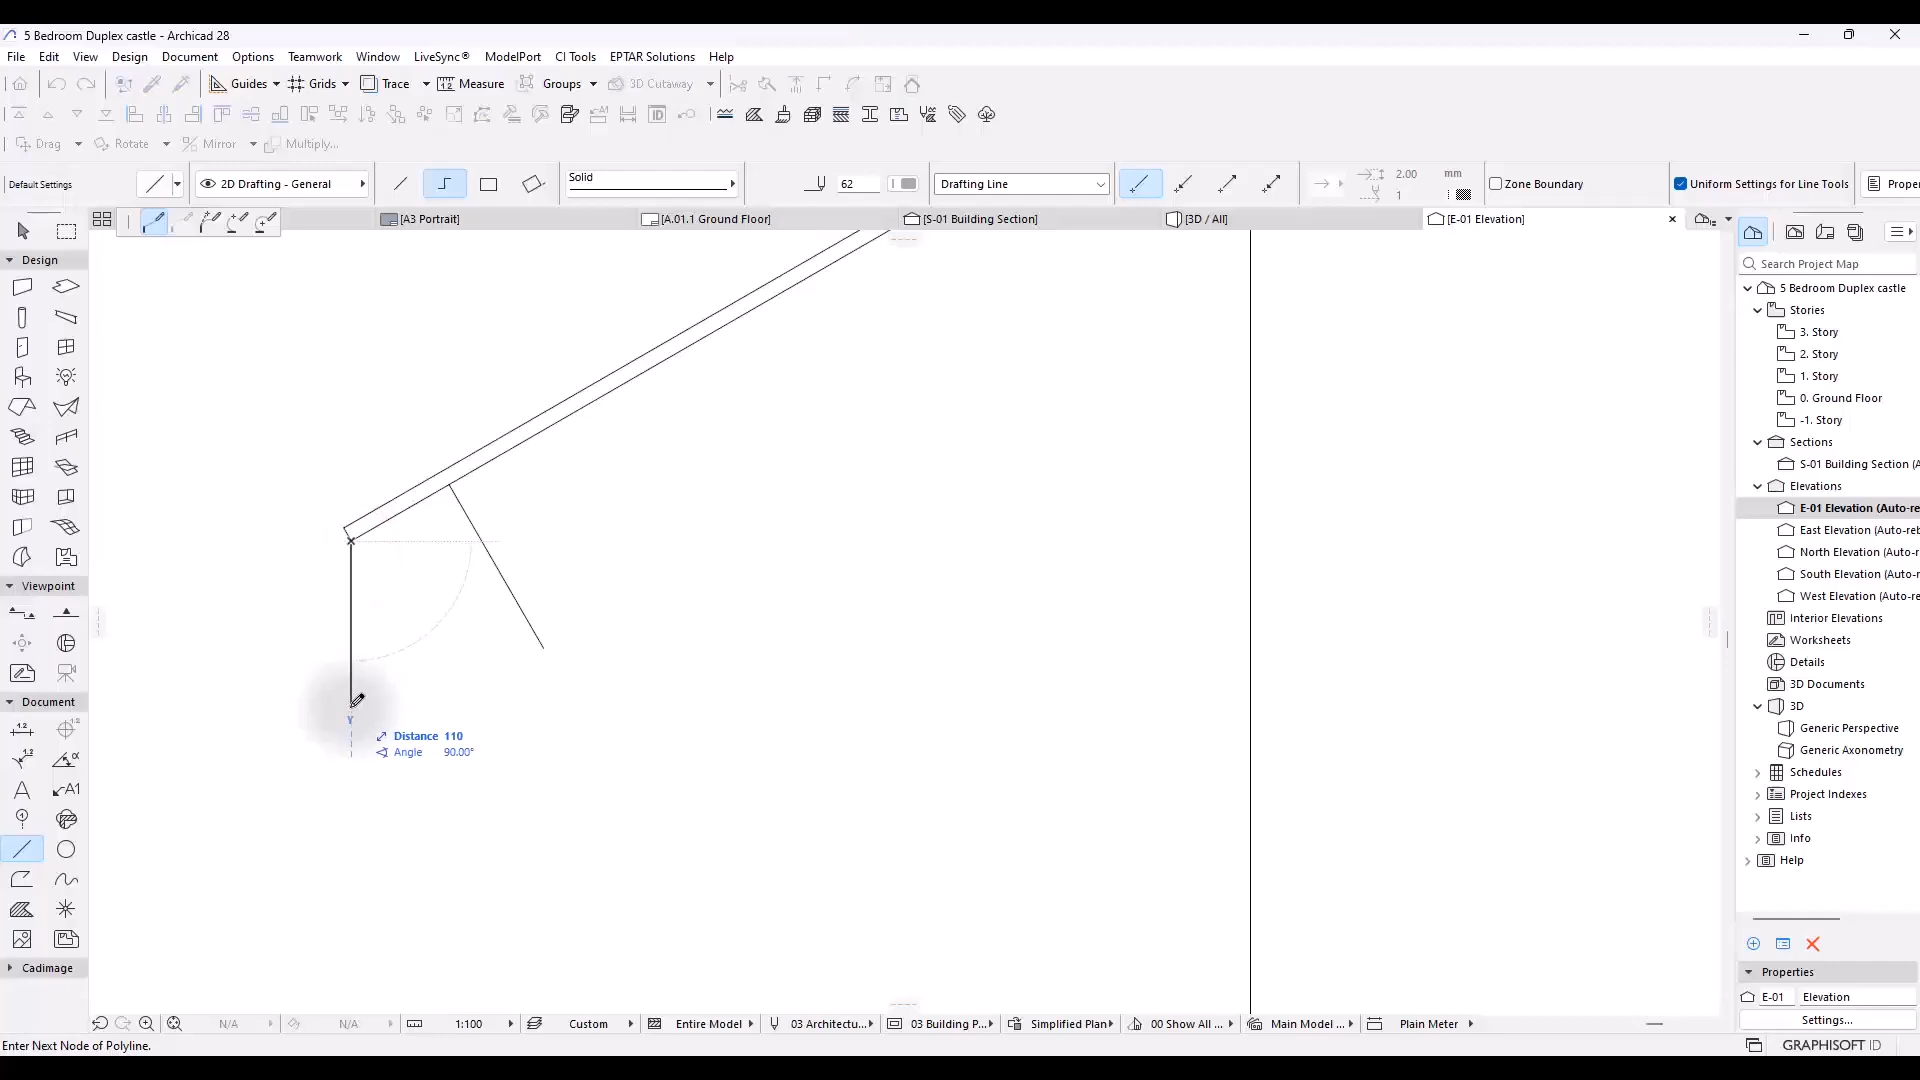 5 Bedroom Duplex castle - Archicad 28
File Edit View Design Document Options Teamwork Window LiveSync® ModelPort CI Tools EPTAR Solutions Help
Guides Grids Trace Measure Groups 3D Cutaway
Drag Rotate Mirror Multiply...
Default Settings 2D Drafting - General Solid 62 Drafting Line 2.00 mm 1 Zone Boundary Uniform Settings for Line Tools Proper
[A3 Portrait] [A.01.1 Ground Floor] [S-01 Building Section] [3D / All] [E-01 Elevation]
Design
Search Project Map
5 Bedroom Duplex castle
Stories
3. Story
2. Story
1. Story
0. Ground Floor
-1. Story
Sections
S-01 Building Section (A
Elevations
E-01 Elevation (Auto-re
East Elevation (Auto-reb
North Elevation (Auto-r
South Elevation (Auto-r
West Elevation (Auto-re
Interior Elevations
Worksheets
Details
3D Documents
3D
Generic Perspective
Generic Axonometry
Schedules
Project Indexes
Lists
Info
Help
Viewpoint
Document
Cadimage
Distance 110
Angle 90.00°
Properties
E-01 Elevation
Settings...
N/A N/A 1:100 Custom Entire Model 03 Architectu... 03 Building P... Simplified Plan 00 Show All ... Main Model ... Plain Meter
Enter Next Node of Polyline.
GRAPHISOFT ID